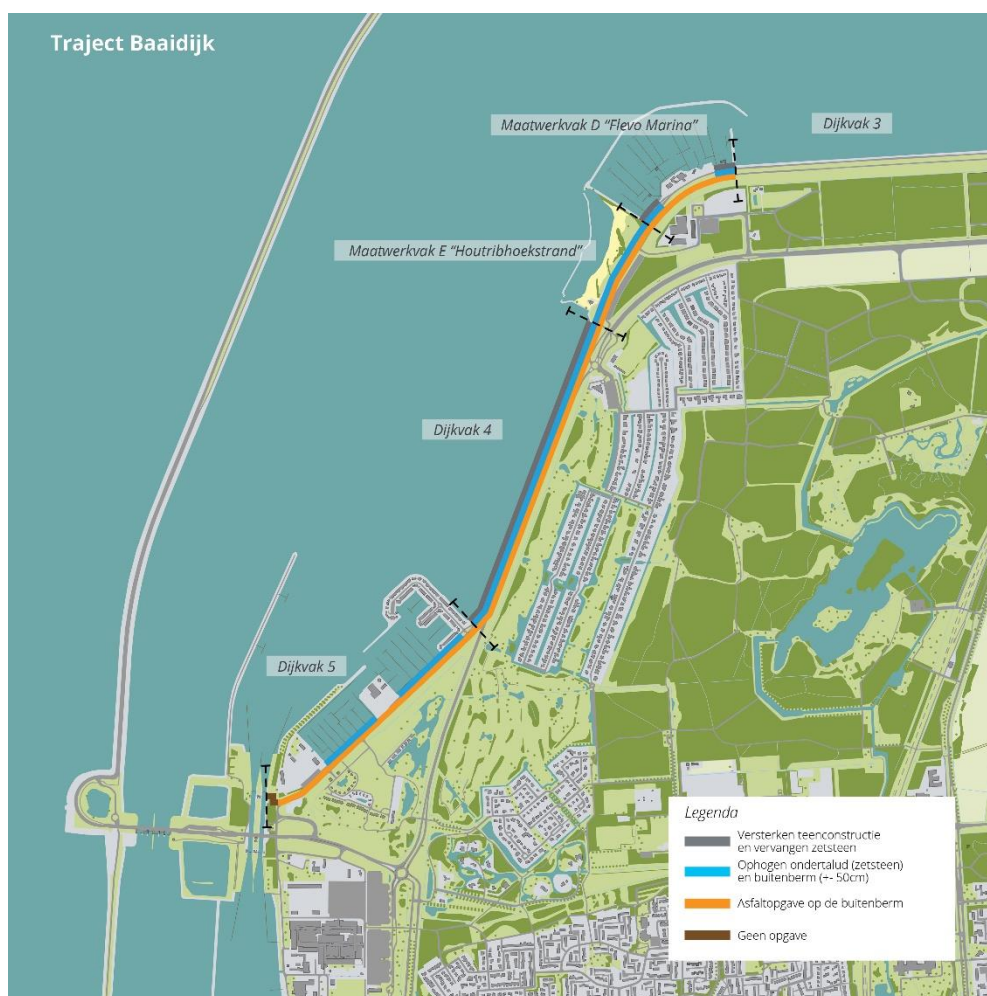 Traject Baaidijk
Maatwerkvak D “Flevo Marina”
Dijkvak 3
Maatwerkvak E “Houtribhoekstrand”
Dijkvak 4
Dijkvak 5
Legenda
Versterken teenconstructie
en vervangen zetsteen
Ophogen ondertalud (zetsteen)
en buitenberm (+- 50cm)
Asfaltopgave op de buitenberm
Geen opgave